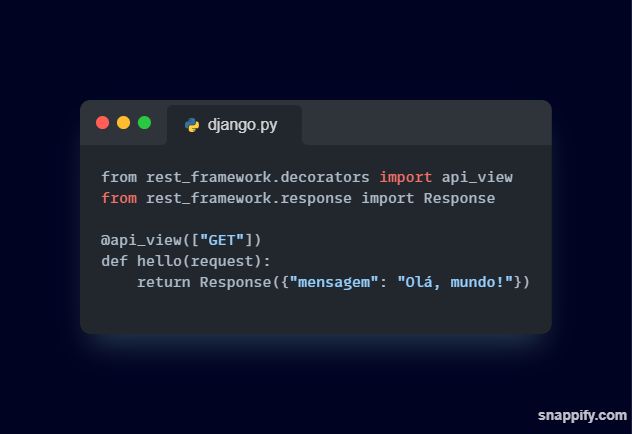 django.py
from rest_framework.decorators import api_view
from rest_framework.response import Response
@api_view(["GET"])
def hello(request):
    return Response({"mensagem": "Olá, mundo!"})
snappify.com